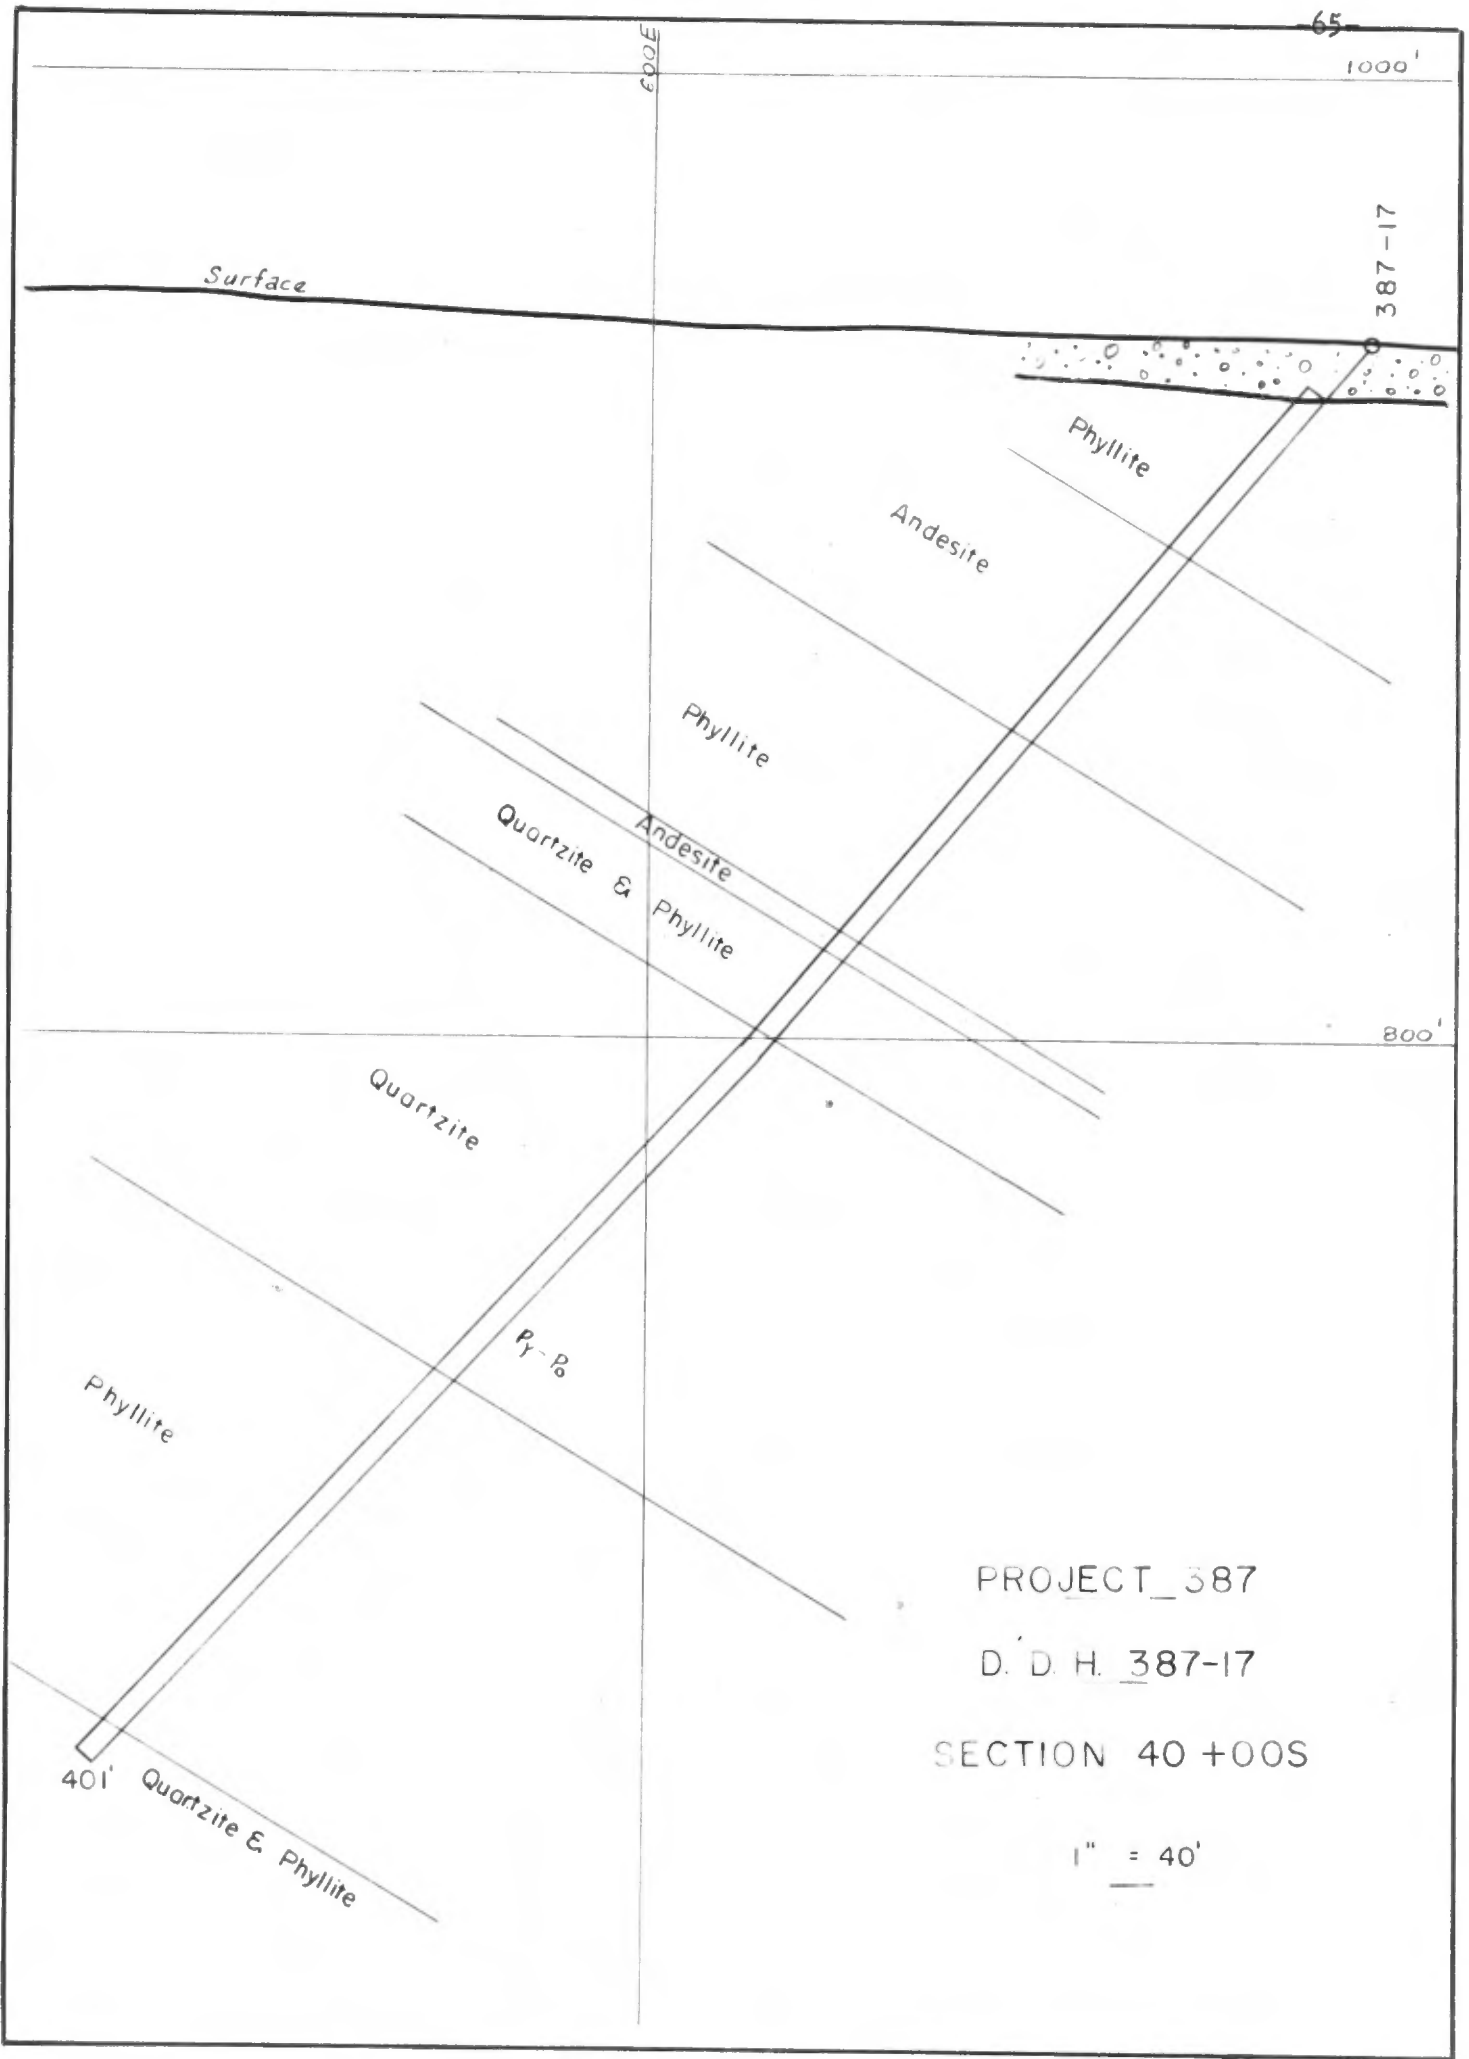 -65-
600E
1000'
387-17
Surface
Phyllite
Andesite
Phyllite
Andesite
Quartzite & Phyllite
800'
Quartzite
Py-Po
Phyllite
PROJECT 387
D. D. H. 387-17
SECTION 40+00S
1" = 40'
401'
Quartzite & Phyllite